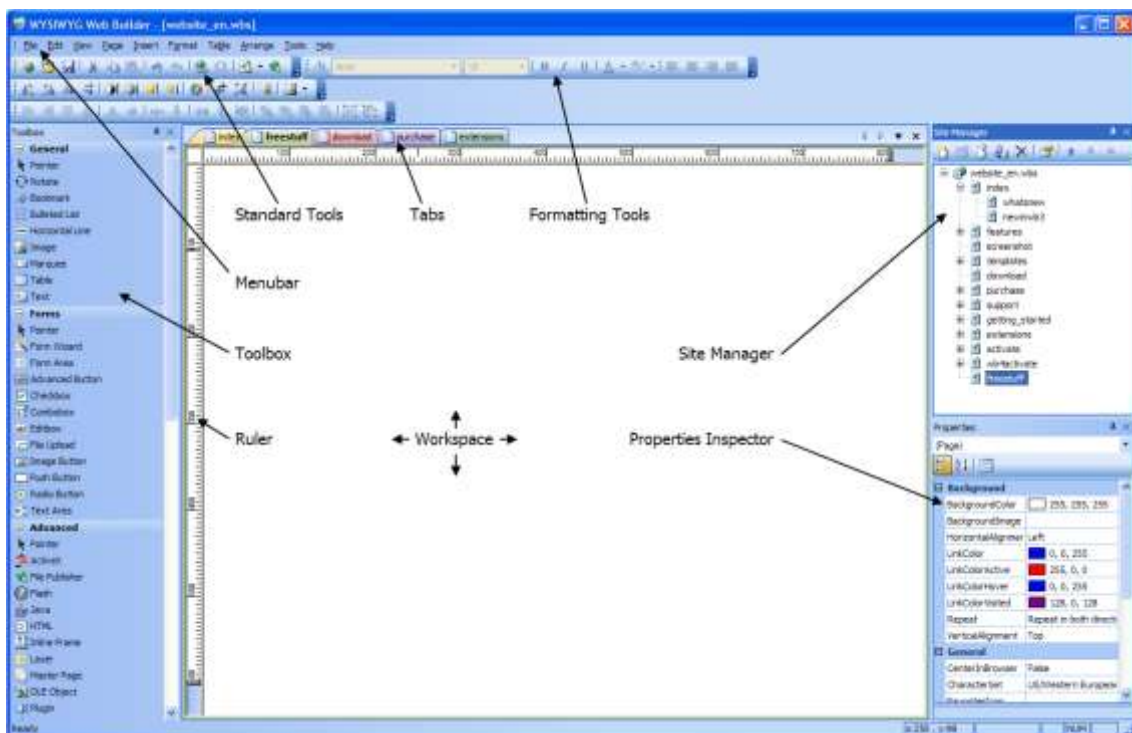 WYSIWYG Web Builder - [website_en.wbs]
File Edit View Page Insert Format Table Arrange Tools Help
Toolbox
General
Pointer
Rotate
Bookmark
Bulleted List
Horizontal Line
Image
Marquee
Table
Text
Forms
Pointer
Form Wizard
Form Area
Advanced Button
Checkbox
Combobox
Editbox
File Upload
Image Button
Push Button
Radio Button
Text Area
Advanced
Pointer
ActiveX
File Publisher
Flash
Java
HTML
Inline Frame
Layer
Master Page
OLE Object
Plugin
index freestuff download purchase extensions
Standard Tools Tabs Formatting Tools
Menubar
Toolbox Site Manager
Ruler Workspace Properties Inspector
Site Manager
website_en.wbs
index
whatsnew
features
screenshot
templates
download
purchase
support
getting_started
extensions
activate
freestuff
Properties
(Page)
Background
BackgroundColor 255, 255, 255
BackgroundImage
HorizontalAlignmer Left
LinkColor 0, 0, 255
LinkColorActive 255, 0, 0
LinkColorHover 0, 0, 255
LinkColorVisited 128, 0, 128
Repeat Repeat in both direct
VerticalAlignment Top
General
CenterInBrowser False
CharacterSet US/Western Europea
Ready NUM